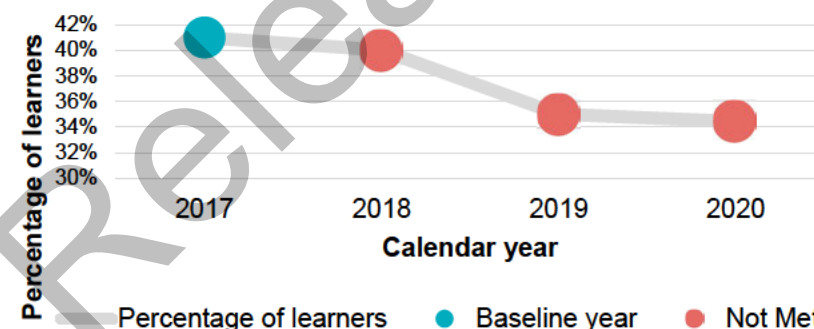 Percentage of learners
42%
40%
38%
36%
34%
32%
30%
2017 2018 2019 2020
Calendar year
Percentage of learners Baseline year Not Met
Relea